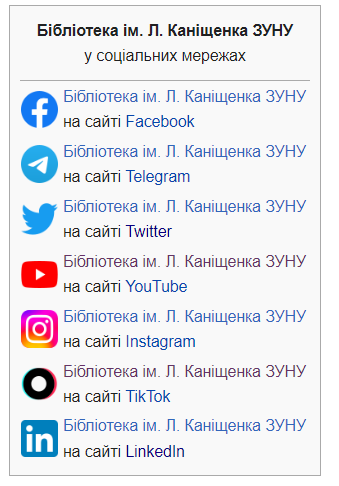 Бібліотека ім. Л. Каніщенка ЗУНУ
у соціальних мережах
Бібліотека ім. Л. Каніщенка ЗУНУ
на сайті Facebook
Бібліотека ім. Л. Каніщенка ЗУНУ
на сайті Telegram
Бібліотека ім. Л. Каніщенка ЗУНУ
на сайті Twitter
Бібліотека ім. Л. Каніщенка ЗУНУ
на сайті YouTube
Бібліотека ім. Л. Каніщенка ЗУНУ
на сайті Instagram
Бібліотека ім. Л. Каніщенка ЗУНУ
на сайті TikTok
Бібліотека ім. Л. Каніщенка ЗУНУ
на сайті LinkedIn